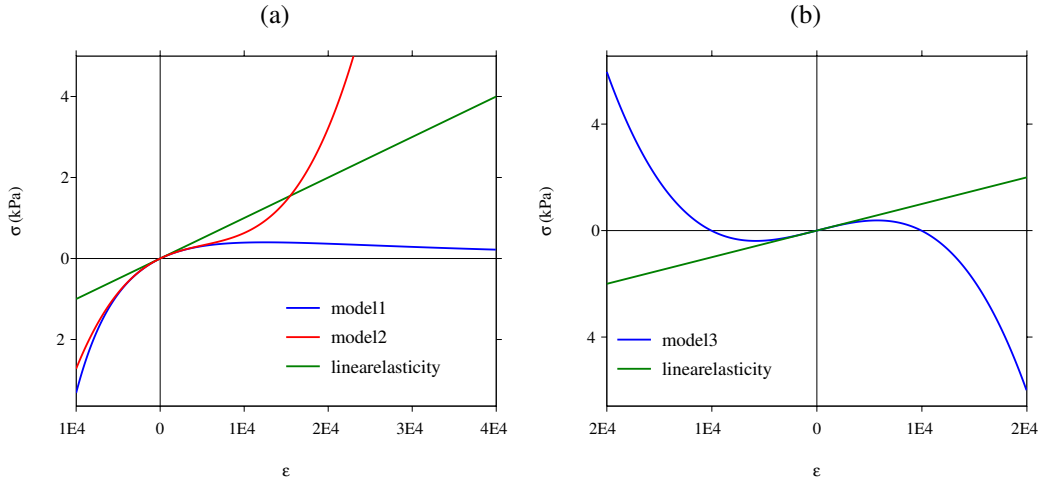 (a)
(b)
σ (kPa)
4
2
0
2
model1
model2
linearelasticity
1E4 0 1E4 2E4 3E4 4E4
ε
σ (kPa)
4
0
4
model3
linearelasticity
2E4 1E4 0 1E4 2E4
ε